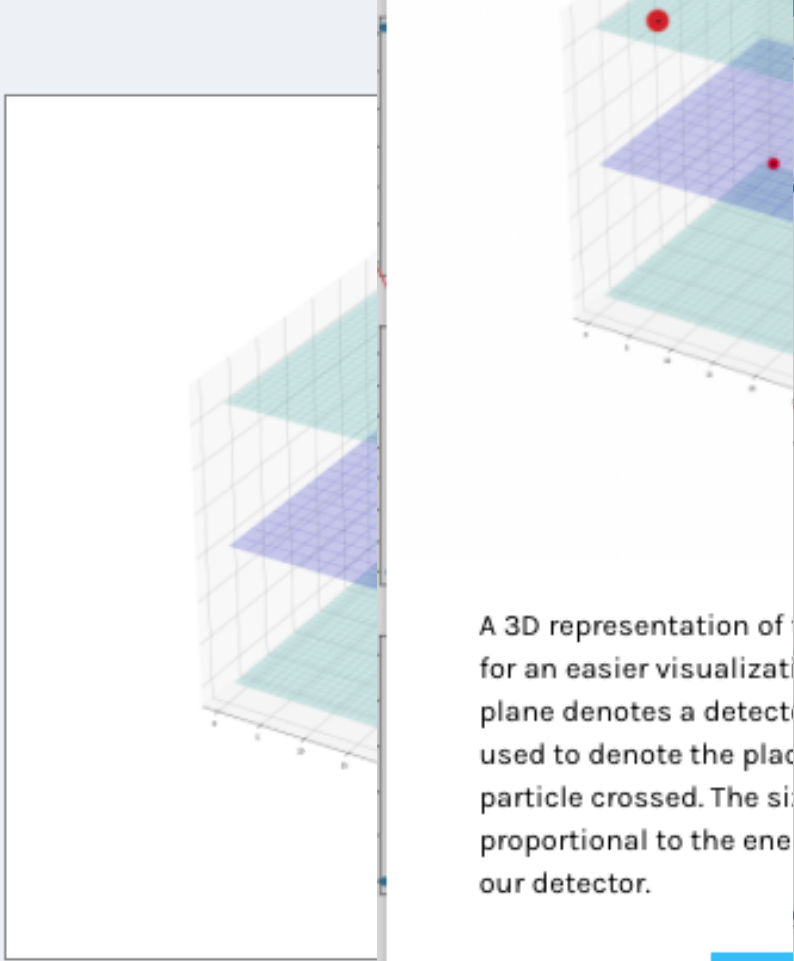 A 3D representation of
for an easier visualizati
plane denotes a detect
used to denote the plac
particle crossed. The si
proportional to the ene
our detector.